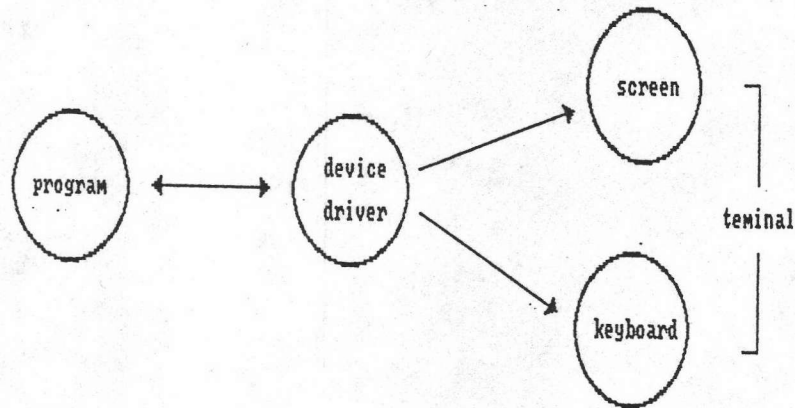 screen
program
device
driver
teminal
keyboard